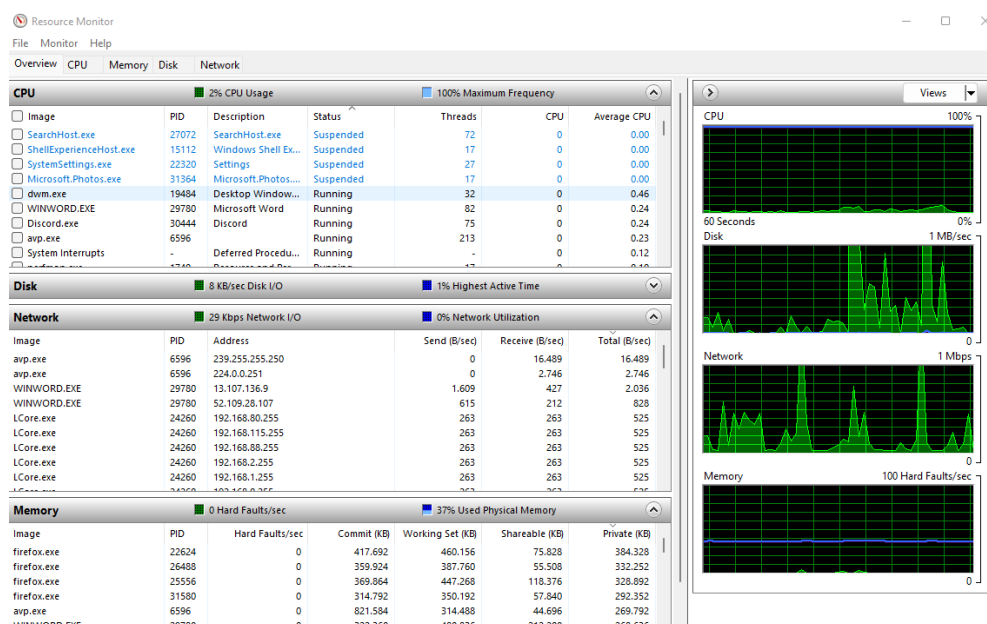 Resource Monitor
File Monitor Help
Overview CPU Memory Disk Network
CPU 2% CPU Usage 100% Maximum Frequency
Image PID Description Status Threads CPU Average CPU
SearchHost.exe 27072 SearchHost.exe Suspended 72 0 0.00
ShellExperienceHost.exe 15112 Windows Shell Ex... Suspended 17 0 0.00
SystemSettings.exe 22320 Settings Suspended 27 0 0.00
Microsoft.Photos.exe 31364 Microsoft.Photos.... Suspended 17 0 0.00
dwm.exe 19484 Desktop Window... Running 32 0 0.46
WINWORD.EXE 29780 Microsoft Word Running 82 0 0.24
Discord.exe 30444 Discord Running 75 0 0.24
avp.exe 6596 Running 213 0 0.23
System Interrupts - Deferred Procedu... Running - 0 0.12
Disk 8 KB/sec Disk I/O 1% Highest Active Time
Network 29 Kbps Network I/O 0% Network Utilization
Image PID Address Send (B/sec) Receive (B/sec) Total (B/sec)
avp.exe 6596 239.255.255.250 0 16.489 16.489
avp.exe 6596 224.0.0.251 0 2.746 2.746
WINWORD.EXE 29780 13.107.136.9 1.609 427 2.036
WINWORD.EXE 29780 52.109.28.107 615 212 828
LCore.exe 24260 192.168.80.255 263 263 525
LCore.exe 24260 192.168.115.255 263 263 525
LCore.exe 24260 192.168.88.255 263 263 525
LCore.exe 24260 192.168.2.255 263 263 525
LCore.exe 24260 192.168.1.255 263 263 525
Memory 0 Hard Faults/sec 37% Used Physical Memory
Image PID Hard Faults/sec Commit (KB) Working Set (KB) Shareable (KB) Private (KB)
firefox.exe 22624 0 417.692 460.156 75.828 384.328
firefox.exe 26488 0 359.924 387.760 55.508 332.252
firefox.exe 25556 0 369.864 447.268 118.376 328.892
firefox.exe 31580 0 314.792 350.192 57.840 292.352
avp.exe 6596 0 821.584 314.488 44.696 269.792
Views
CPU 100%
60 Seconds 0%
Disk 1 MB/sec
0
Network 1 Mbps
0
Memory 100 Hard Faults/sec
0